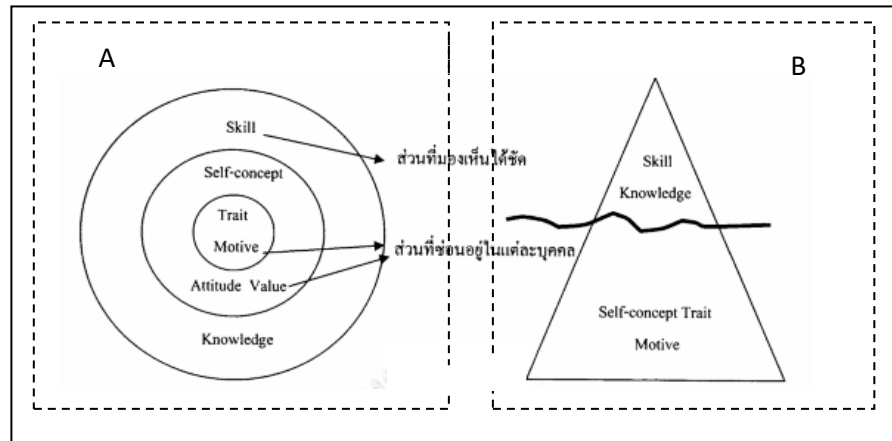 A
Skill
Self-concept
Trait
Motive
Attitude Value
Knowledge
ส่วนที่มองเห็นได้ชัด
ส่วนที่ซ่อนอยู่ในแต่ละบุคคล
B
Skill
Knowledge
Self-concept Trait
Motive